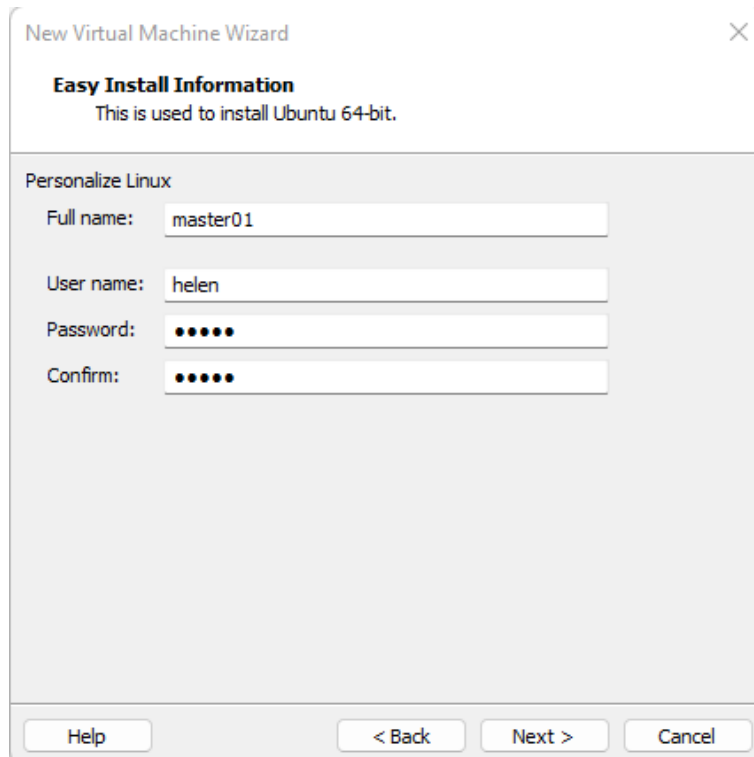 New Virtual Machine Wizard
Easy Install Information
This is used to install Ubuntu 64-bit.
Personalize Linux
Full name: master01
User name: helen
Password: •••••
Confirm: •••••
Help < Back Next > Cancel